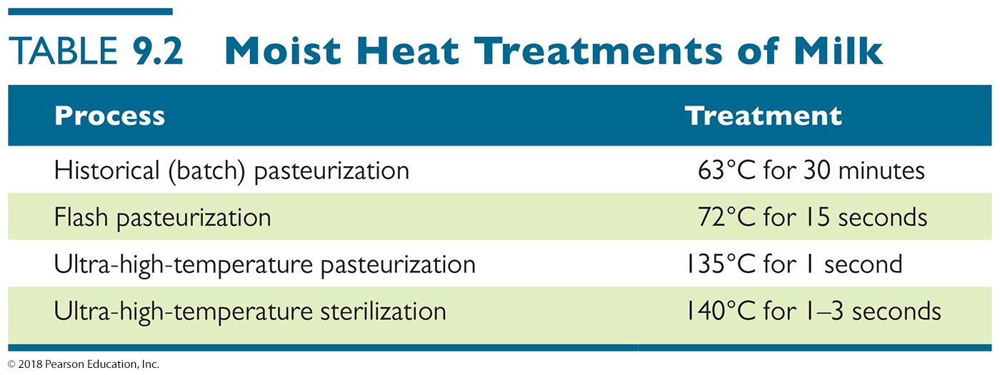 TABLE 9.2 Moist Heat Treatments of Milk
Process Treatment
Historical (batch) pasteurization 63°C for 30 minutes
Flash pasteurization 72°C for 15 seconds
Ultra-high-temperature pasteurization 135°C for 1 second
Ultra-high-temperature sterilization 140°C for 1–3 seconds
© 2018 Pearson Education, Inc.